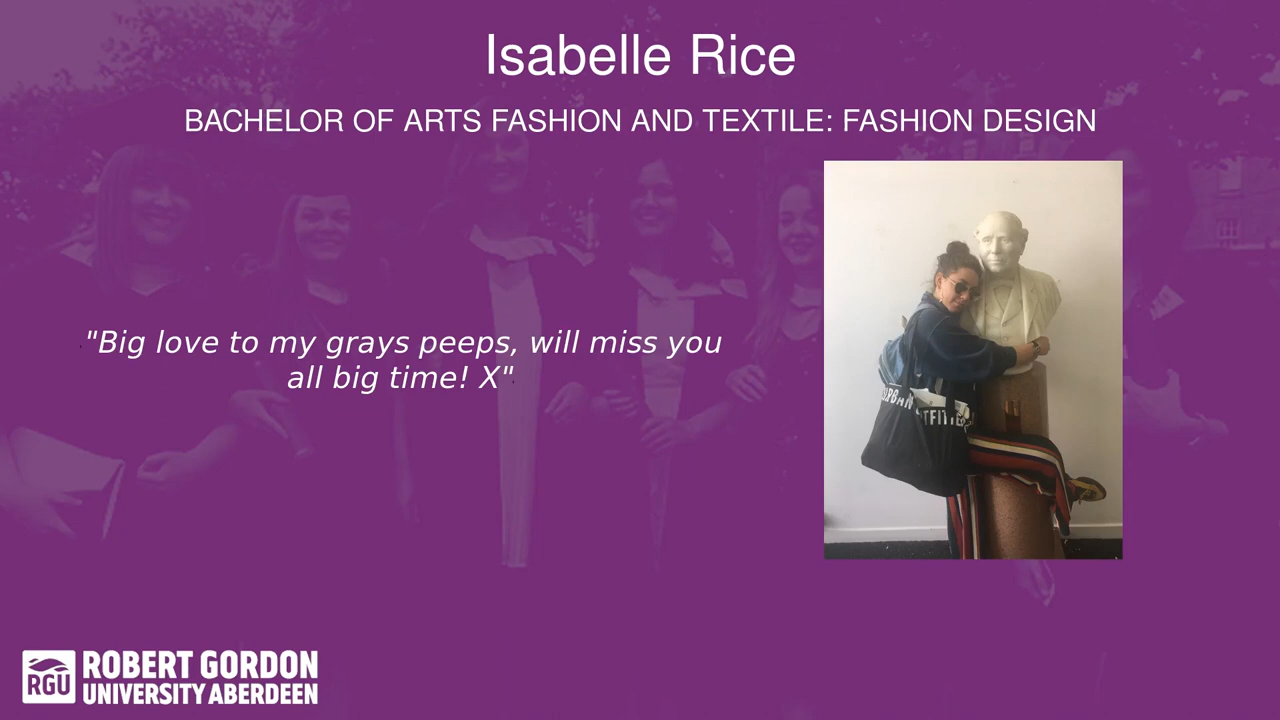 Isabelle Rice
BACHELOR OF ARTS FASHION AND TEXTILE: FASHION DESIGN
"Big love to my grays peeps, will miss you
all big time! X"
RGU
ROBERT GORDON
UNIVERSITY ABERDEEN